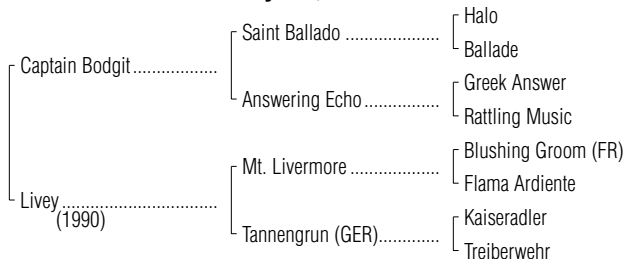 Halo
Saint Ballado ...................
Ballade
Captain Bodgit.................
Greek Answer
Answering Echo...............
Rattling Music
Blushing Groom (FR)
Mt. Livermore ...................
Flama Ardiente
Livey ....................................
(1990)
Kaiseradler
Tannengrun (GER)............
Treiberwehr